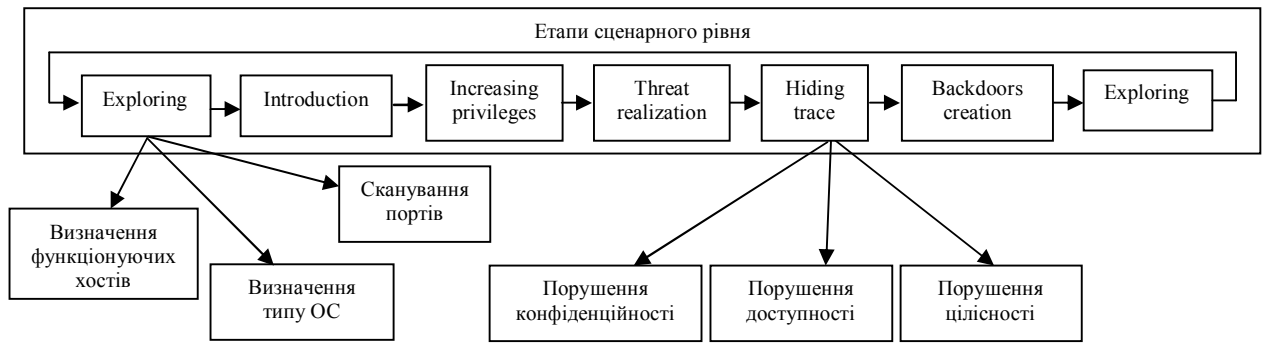 Етапи сценарного рівня
Exploring
Introduction
Increasing
privileges
Threat
realization
Hiding
trace
Backdoors
creation
Exploring
Сканування
портів
Визначення
функціонуючих
хостів
Визначення
типу ОС
Порушення
конфіденційності
Порушення
доступності
Порушення
цілісності